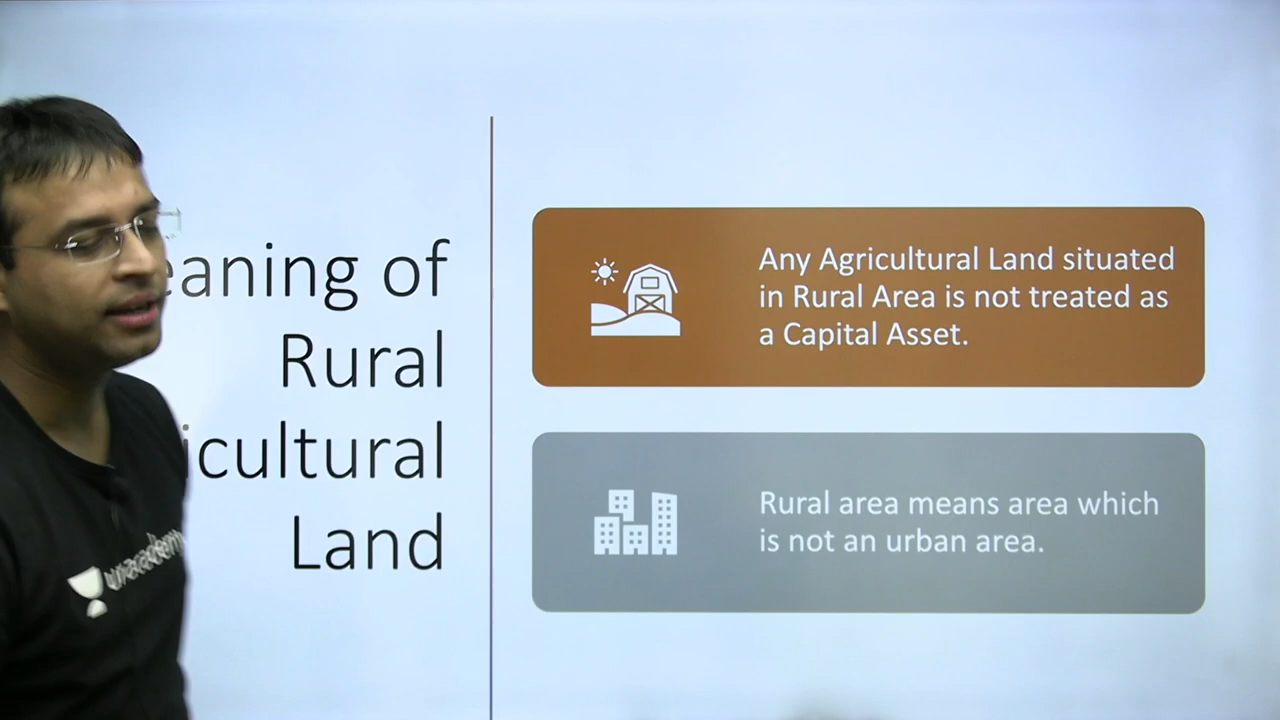 eaning of
Rural
icultural
Land
Any Agricultural Land situated
in Rural Area is not treated as
a Capital Asset.
Rural area means area which
is not an urban area.
unacademy